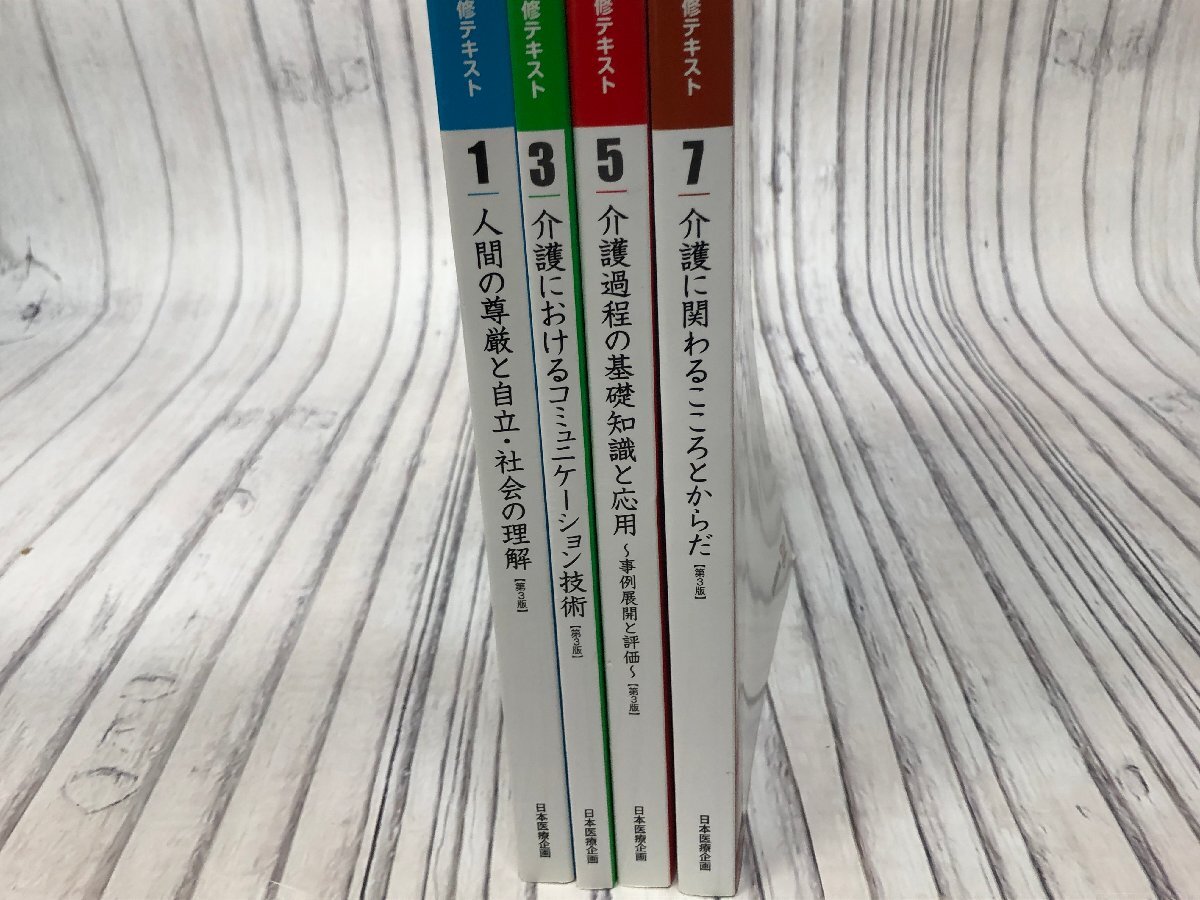 修テキスト
1
人間の尊厳と自立・社会の理解【第3版】
日本医療企画
修テキスト
3
介護におけるコミュニケーション技術【第3版】
日本医療企画
修テキスト
5
介護過程の基礎知識と応用 ～事例展開と評価～【第3版】
日本医療企画
修テキスト
7
介護に関わるこころとからだ【第3版】
日本医療企画